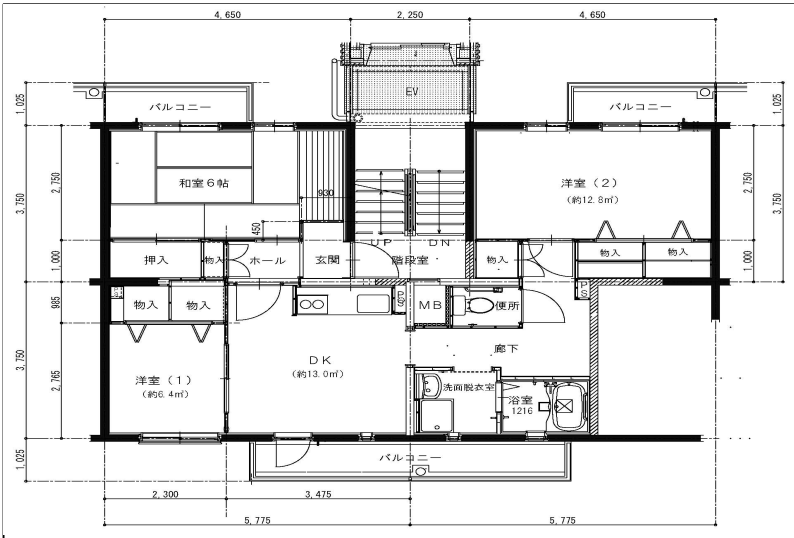 4,650
2,250
4,650
EV
バルコニー
バルコニー
1,025
1,025
和室6帖
930
洋室(2)
(約12.8㎡)
2,750
3,750
2,750
3,750
450
UP
DN
押入
物入
ホール
玄関
階段室
物入
物入
物入
1,000
1,000
物入
物入
PS
MB
便所
PS
985
DK
(約13.0㎡)
廊下
洋室(1)
(約6.4㎡)
洗面脱衣室
浴室
1216
2,765
3,750
バルコニー
1,025
2,300
3,475
5,775
5,775